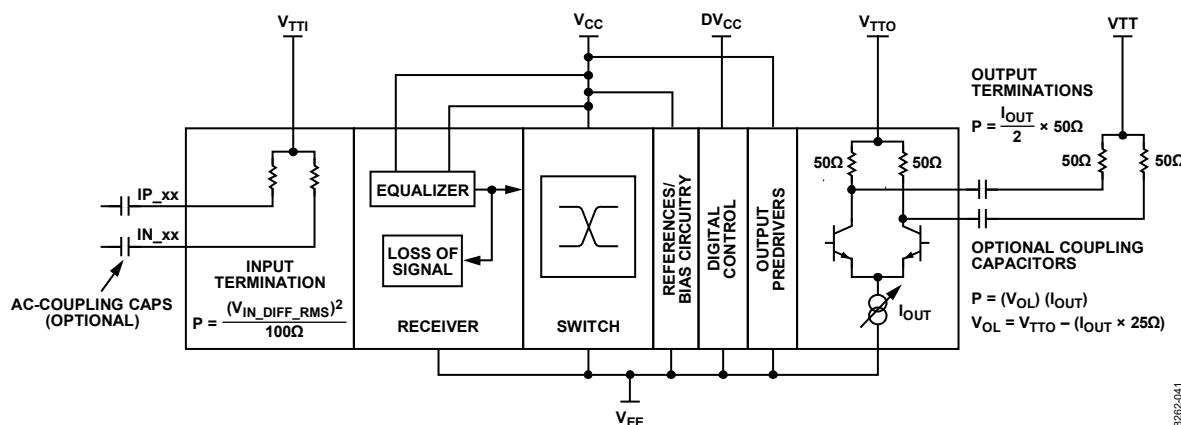 V_TTI
V_CC
DV_CC
V_TTO
VTT
OUTPUT
TERMINATIONS
P = I_OUT / 2 × 50Ω
50Ω
50Ω
50Ω
50Ω
IP_xx
IN_xx
AC-COUPLING CAPS
(OPTIONAL)
INPUT
TERMINATION
P = (V_IN_DIFF_RMS)² / 100Ω
EQUALIZER
LOSS OF
SIGNAL
RECEIVER
SWITCH
REFERENCES/
BIAS CIRCUITRY
DIGITAL
CONTROL
OUTPUT
PREDRIVERS
I_OUT
OPTIONAL COUPLING
CAPACITORS
P = (V_OL) (I_OUT)
V_OL = V_TTO – (I_OUT × 25Ω)
V_EE
8262-041